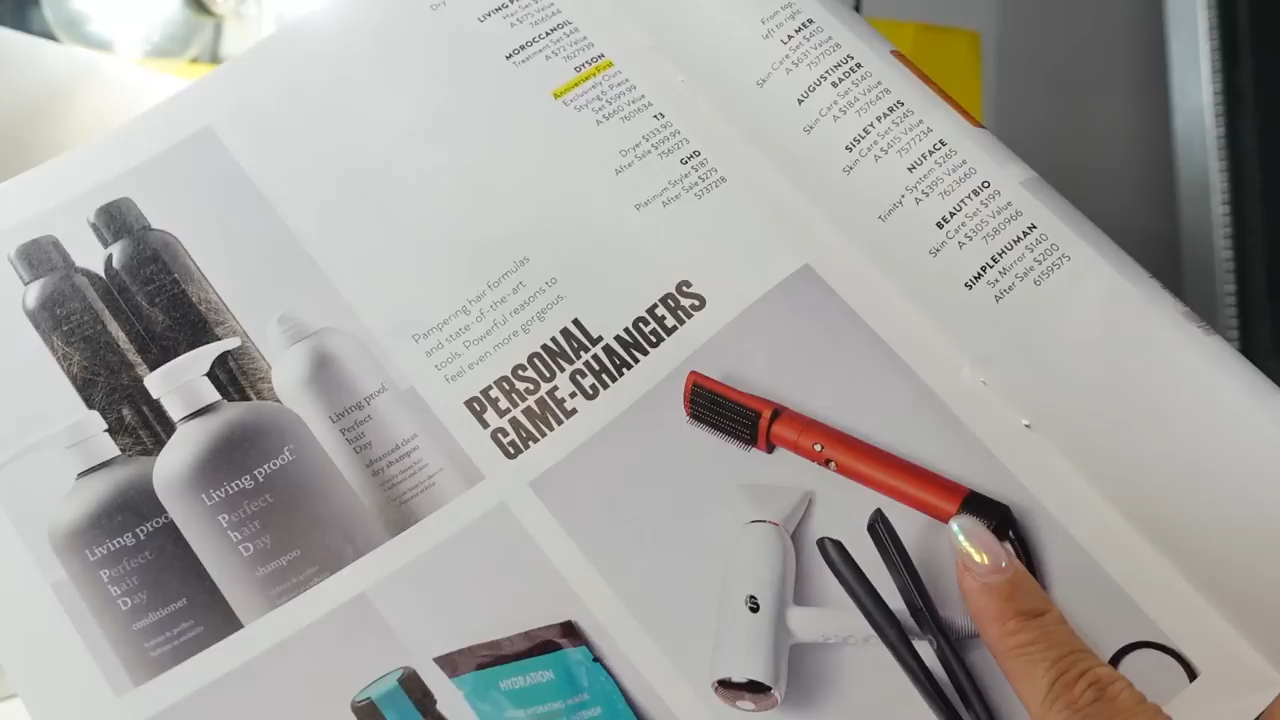 LIVING
Hair Set
A $175 Value
7416544
MOROCCANOIL
Treatment Set $48
A $72 Value
7627939
DYSON
Anniversary First
Exclusively Ours
Styling 6-Piece
Set $599.99
A $660 Value
7601634
T3
Dryer $133.90
After Sale $199.99
7561273
GHD
Platinum Styler $187
After Sale $279
5737218
From top,
left to right:
LA MER
Skin Care Set $410
A $631 Value
7577028
AUGUSTINUS
BADER
Skin Care Set $140
A $184 Value
7576478
SISLEY PARIS
Skin Care Set $245
A $415 Value
7577234
NUFACE
Trinity+ System $265
A $395 Value
7623660
BEAUTYBIO
Skin Care Set $199
A $305 Value
7580966
SIMPLEHUMAN
5x Mirror $140
After Sale $200
6159575
Pampering hair formulas
and state-of-the-art
tools. Powerful reasons to
feel even more gorgeous.
PERSONAL
GAME-CHANGERS
Living proof.
Perfect
hair
Day
advanced clean
dry shampoo
Living proof.
Perfect
hair
Day
shampoo
Living proo
Perfect
hair
Day
conditioner
HYDRATION